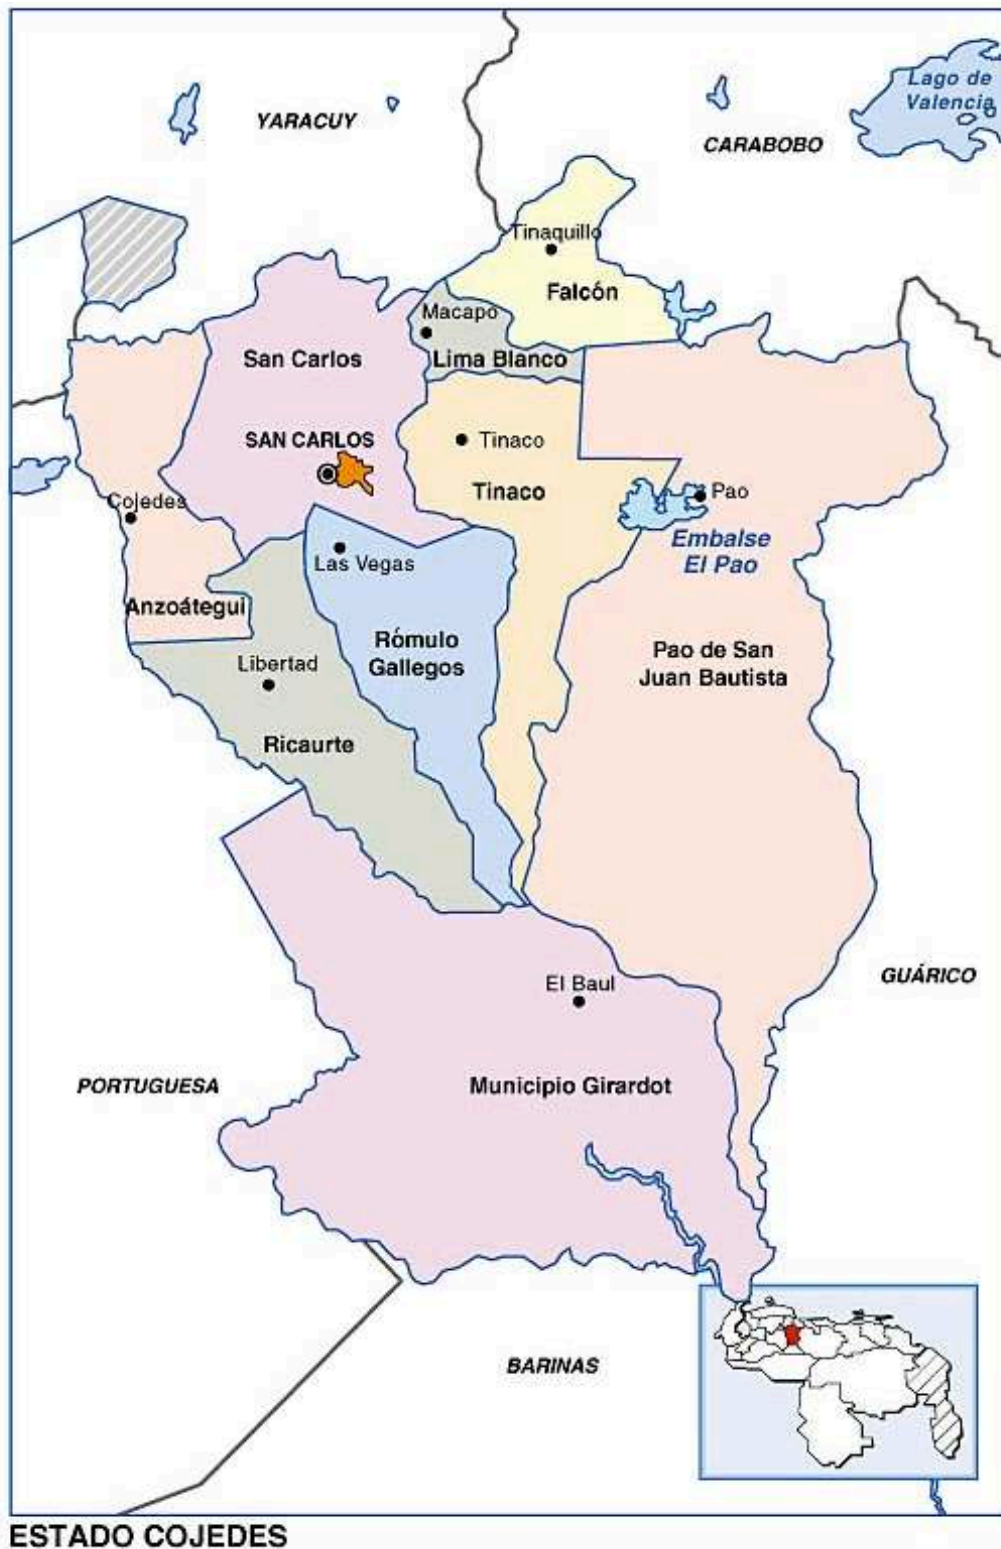 Lago de
Valencia
YARACUY
CARABOBO
Tinaquillo
Falcón
Macapo
San Carlos
Lima Blanco
SAN CARLOS
Tinaco
Tinaco
Pao
Cojedes
Embalse
El Pao
Las Vegas
Anzoátegui
Rómulo
Gallegos
Pao de San
Juan Bautista
Libertad
Ricaurte
GUÁRICO
El Baul
PORTUGUESA
Municipio Girardot
BARINAS
ESTADO COJEDES